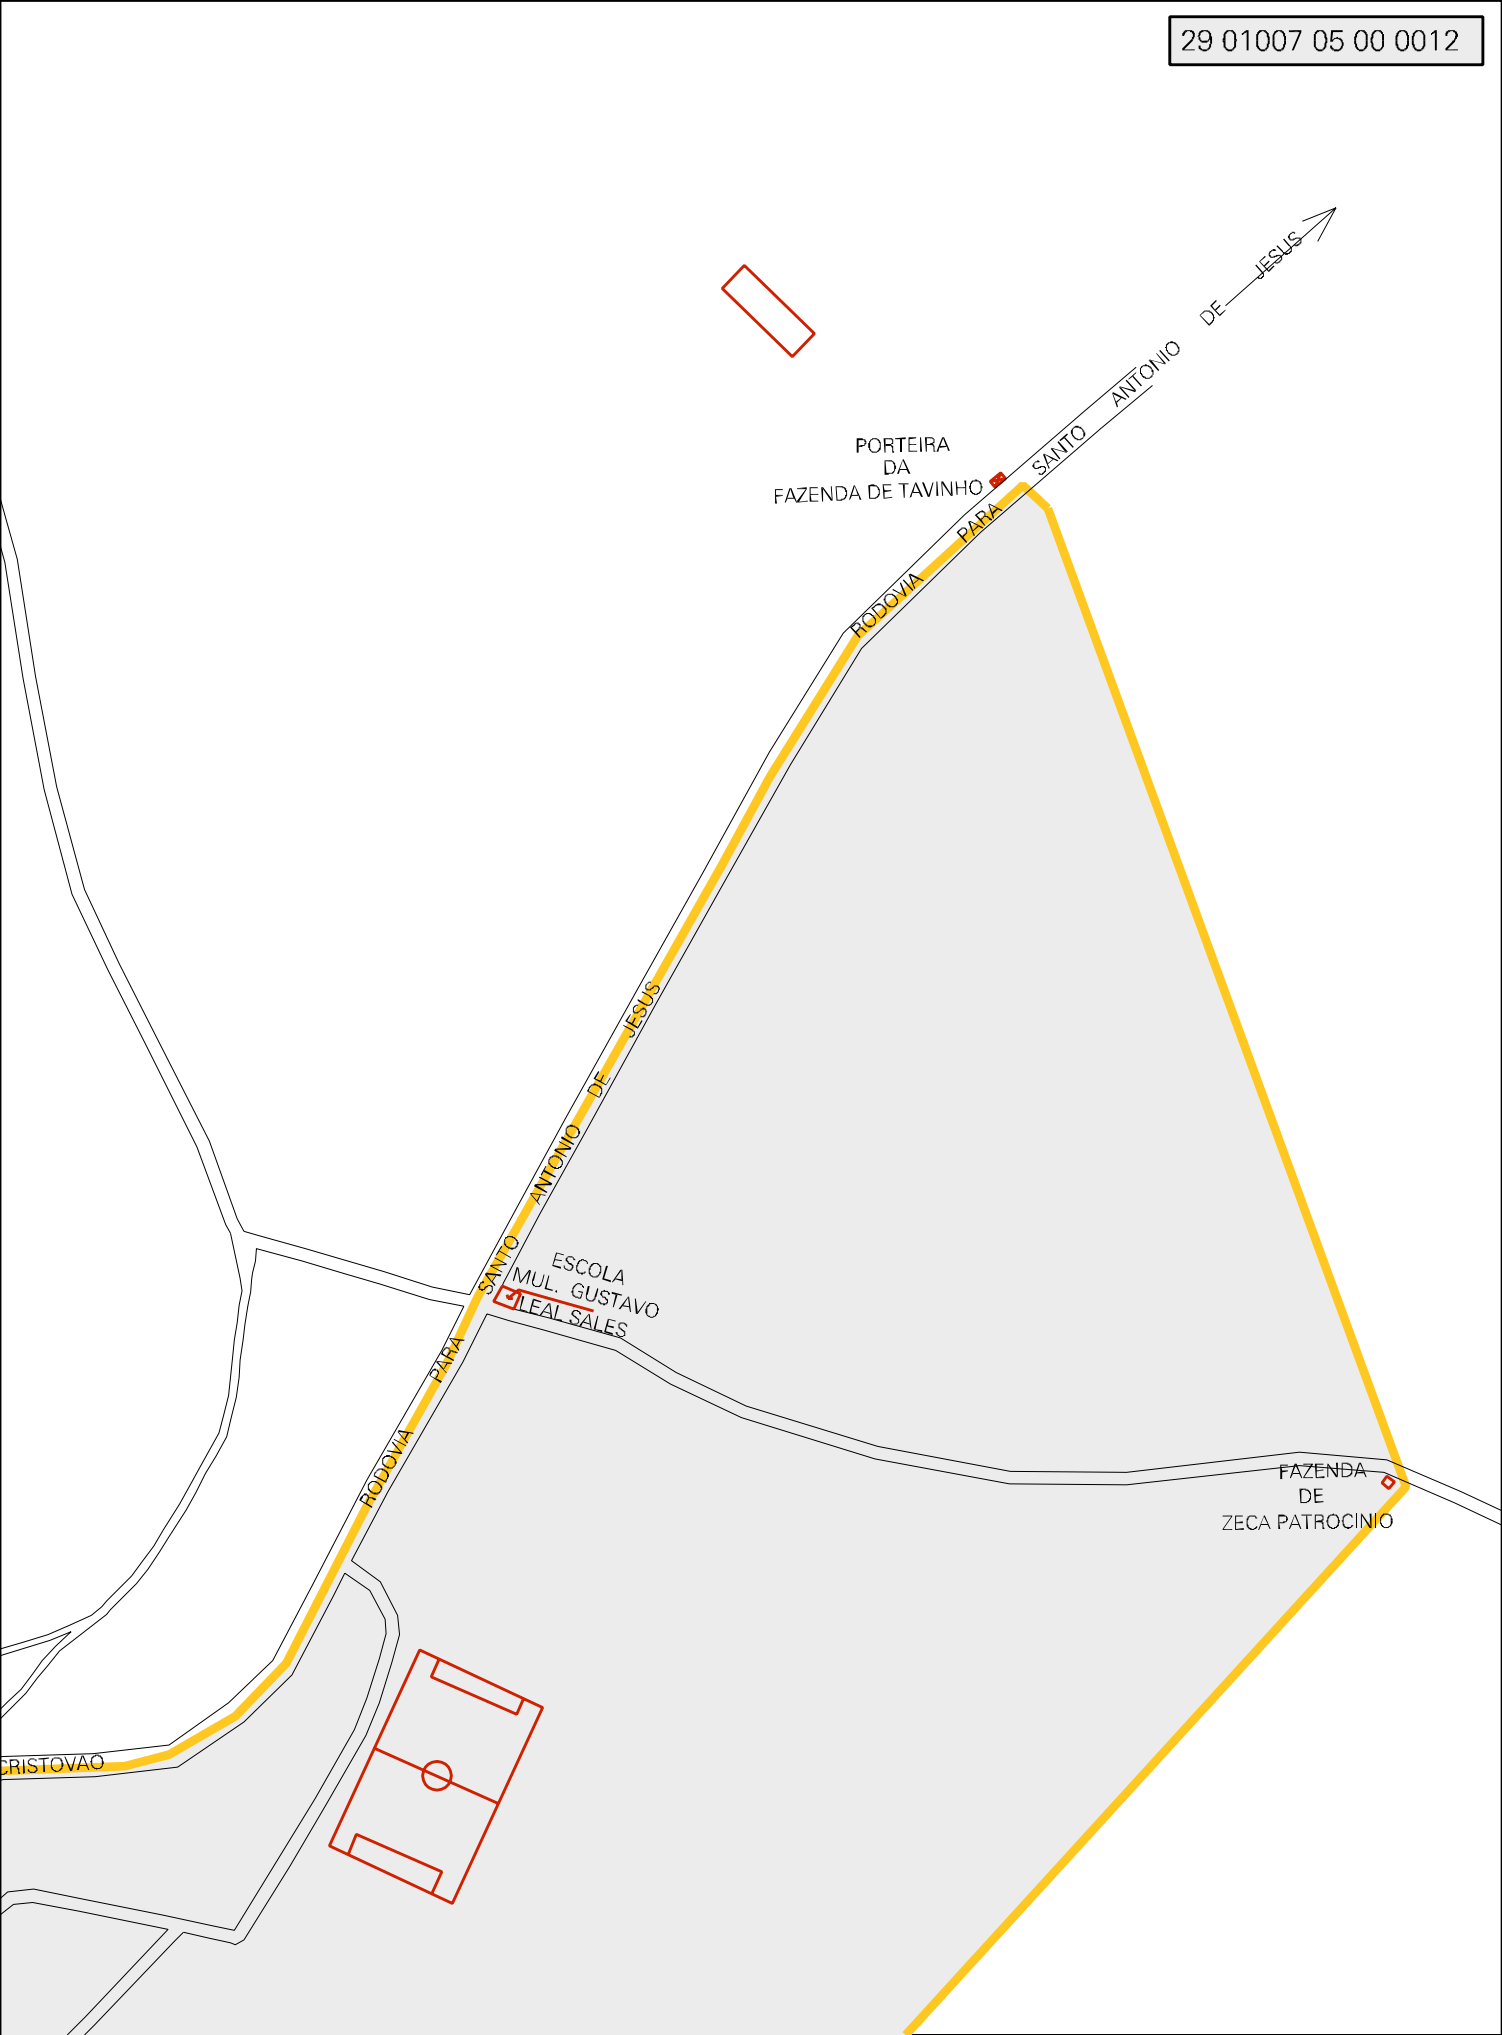 29 01007 05 00 0012
RODOVIA PARA SANTO ANTONIO DE JESUS
PORTEIRA
DA
FAZENDA DE TAVINHO
RODOVIA PARA SANTO ANTONIO DE JESUS
ESCOLA
MUL. GUSTAVO
LEAL SALES
FAZENDA
DE
ZECA PATROCINIO
CRISTOVAO